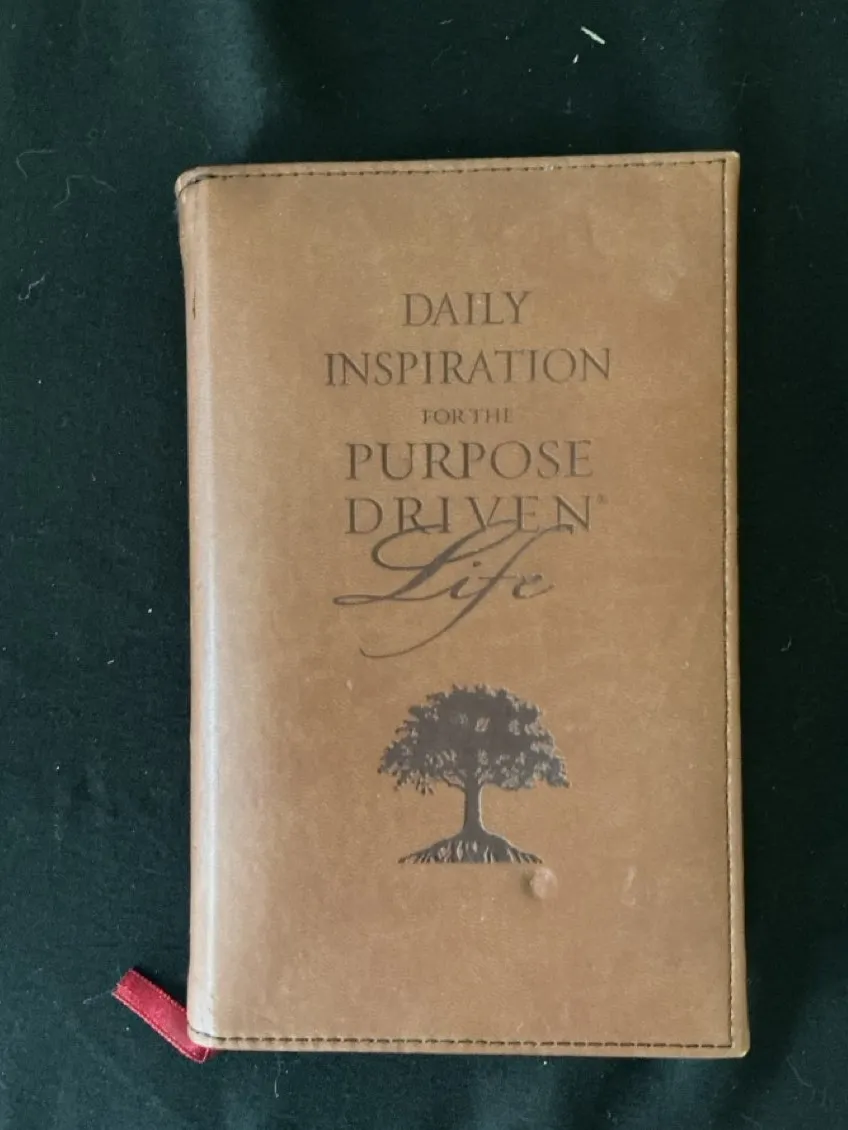 DAILY
INSPIRATION
FOR THE
PURPOSE
DRIVEN®
Life